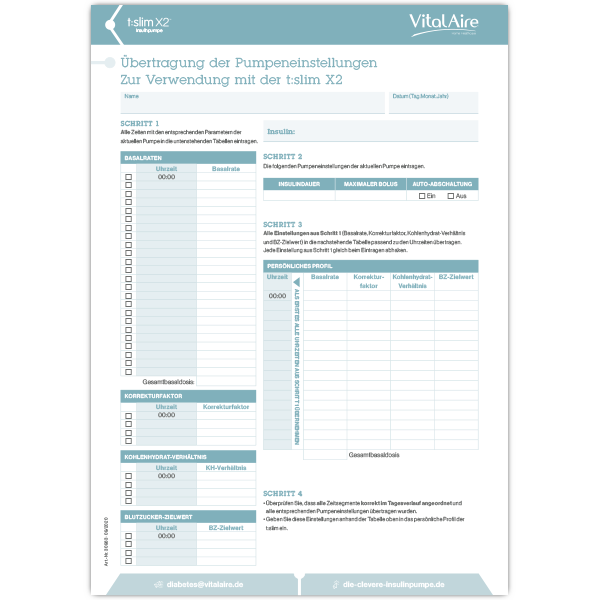 t:slim X2
insulinpumpe
VitalAire
Übertragung der Pumpeneinstellungen
Zur Verwendung mit der t:slim X2
Name
Datum (Tag.Monat.Jahr)
SCHRITT 1
Alle Zeiten mit den entsprechenden Parametern der
aktuellen Pumpe in die untenstehenden Tabellen eintragen.
BASALRATEN
Uhrzeit Basalrate
00:00
Gesamtbasaldosis
KORREKTURFAKTOR
Uhrzeit Korrekturfaktor
00:00
KOHLENHYDRAT-VERHÄLTNIS
Uhrzeit KH-Verhältnis
00:00
BLUTZUCKER-ZIELWERT
Uhrzeit BZ-Zielwert
00:00
Insulin:
SCHRITT 2
Die folgenden Pumpeneinstellungen der aktuellen Pumpe eintragen.
INSULINDAUER MAXIMALER BOLUS AUTO-ABSCHALTUNG
Ein Aus
SCHRITT 3
Alle Einstellungen aus Schritt 1 (Basalrate, Korrekturfaktor, Kohlenhydrat-Verhältnis
und BZ-Zielwert) in die nachstehende Tabelle passend zu den Uhrzeiten übertragen.
Jede Einstellung aus Schritt 1 gleich beim Eintragen abhaken.
PERSÖNLICHES PROFIL
Uhrzeit Basalrate Korrektur- Kohlenhydrat- BZ-Zielwert
faktor Verhältnis
00:00
ALS ERSTES ALLE UHRZEITEN AUS SCHRITT 1 ÜBERNEHMEN
Gesamtbasaldosis
SCHRITT 4
• Überprüfen Sie, dass alle Zeitsegmente korrekt im Tagesverlauf angeordnet und
alle entsprechenden Pumpeneinstellungen übertragen wurden.
• Geben Sie diese Einstellungen anhand der Tabelle oben in das persönliche Profil der
t:slim ein.
diabetes@vitalaire.de
die-clevere-insulinpumpe.de